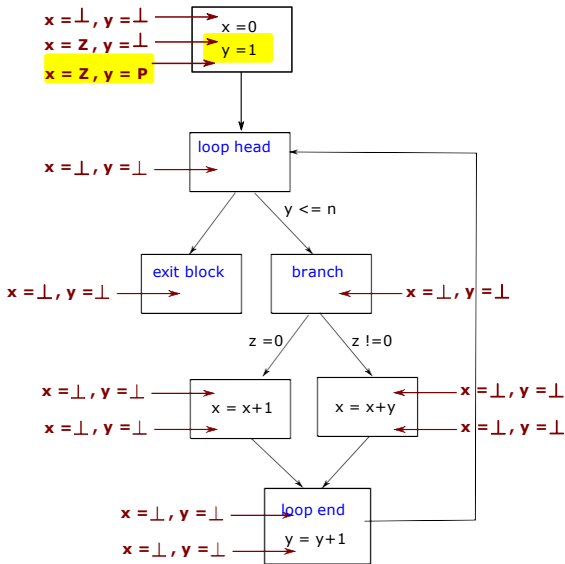 x = ⊥ , y = ⊥
x = 0
x = Z , y = ⊥
y = 1
x = Z , y = P
loop head
x = ⊥ , y = ⊥
y <= n
exit block
branch
x = ⊥ , y = ⊥
x = ⊥ , y = ⊥
z =0
z !=0
x = ⊥ , y = ⊥
x = ⊥ , y = ⊥
x = x+1
x = x+y
x = ⊥ , y = ⊥
x = ⊥ , y = ⊥
loop end
x = ⊥ , y = ⊥
y = y+1
x = ⊥ , y = ⊥